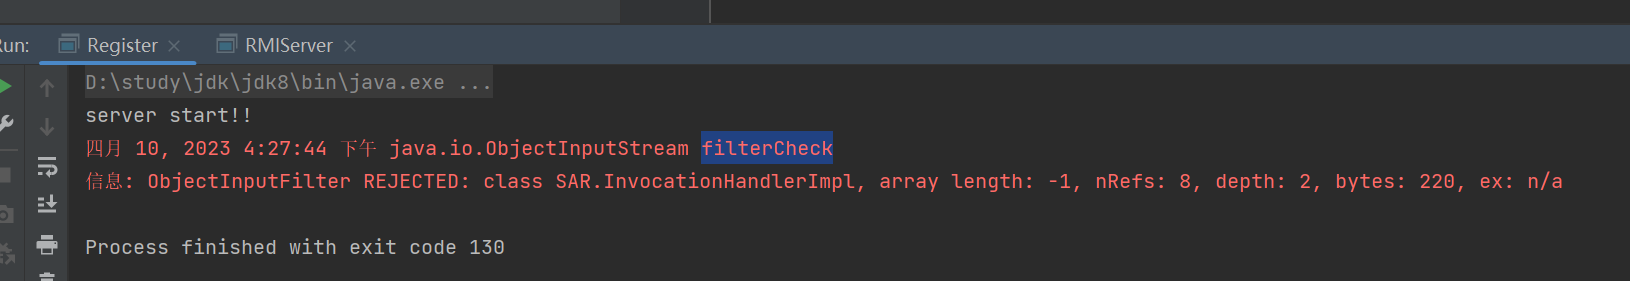 Run: Register × RMIServer ×
D:\study\jdk\jdk8\bin\java.exe ...
server start!!
四月 10, 2023 4:27:44 下午 java.io.ObjectInputStream filterCheck
信息: ObjectInputFilter REJECTED: class SAR.InvocationHandlerImpl, array length: -1, nRefs: 8, depth: 2, bytes: 220, ex: n/a
Process finished with exit code 130